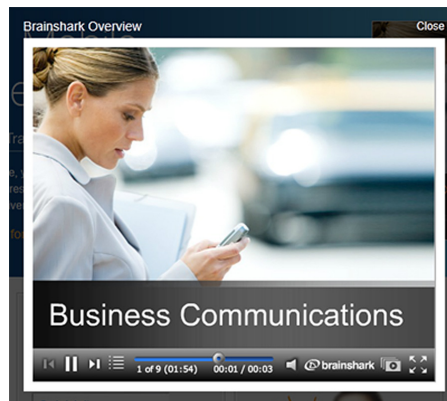 Brainshark Overview
Close
Business Communications
1 of 9 (01:54)
00:01 / 00:03
brainshark